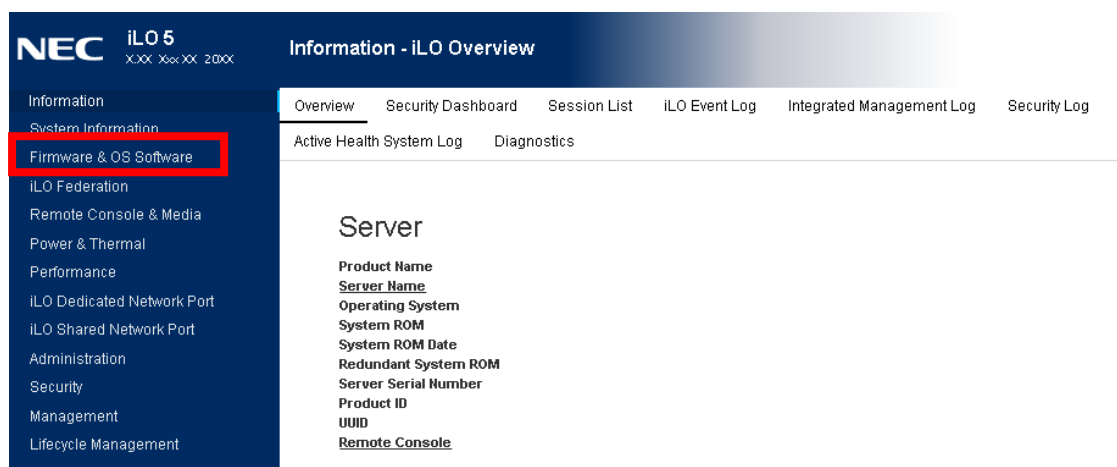 NEC iLO 5
X.XX Xxx XX 20XX
Information - iLO Overview
Information
System Information
Firmware & OS Software
iLO Federation
Remote Console & Media
Power & Thermal
Performance
iLO Dedicated Network Port
iLO Shared Network Port
Administration
Security
Management
Lifecycle Management
Overview Security Dashboard Session List iLO Event Log Integrated Management Log Security Log
Active Health System Log Diagnostics
Server
Product Name
Server Name
Operating System
System ROM
System ROM Date
Redundant System ROM
Server Serial Number
Product ID
UUID
Remote Console